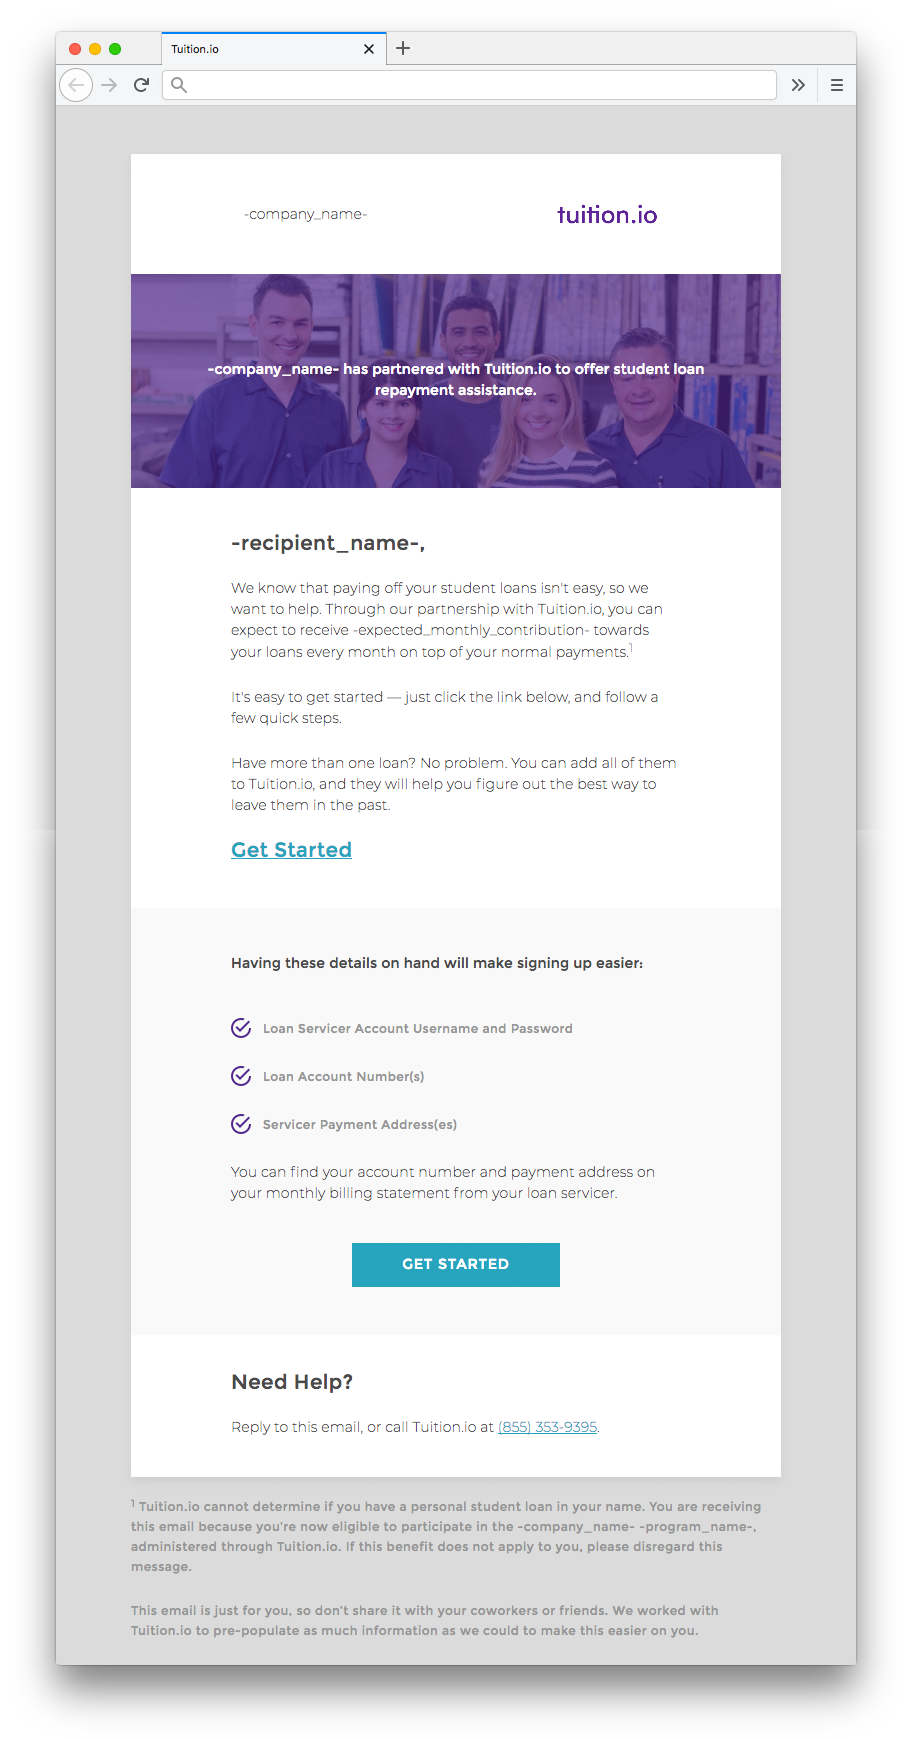 Tuition.io
-company_name-
tuition.io
-company_name- has partnered with Tuition.io to offer student loan
repayment assistance.
-recipient_name-,
We know that paying off your student loans isn't easy, so we
want to help. Through our partnership with Tuition.io, you can
expect to receive -expected_monthly_contribution- towards
your loans every month on top of your normal payments.1
It's easy to get started — just click the link below, and follow a
few quick steps.
Have more than one loan? No problem. You can add all of them
to Tuition.io, and they will help you figure out the best way to
leave them in the past.
Get Started
Having these details on hand will make signing up easier:
Loan Servicer Account Username and Password
Loan Account Number(s)
Servicer Payment Address(es)
You can find your account number and payment address on
your monthly billing statement from your loan servicer.
GET STARTED
Need Help?
Reply to this email, or call Tuition.io at (855) 353-9395.
1 Tuition.io cannot determine if you have a personal student loan in your name. You are receiving
this email because you're now eligible to participate in the -company_name- -program_name-,
administered through Tuition.io. If this benefit does not apply to you, please disregard this
message.
This email is just for you, so don't share it with your coworkers or friends. We worked with
Tuition.io to pre-populate as much information as we could to make this easier on you.